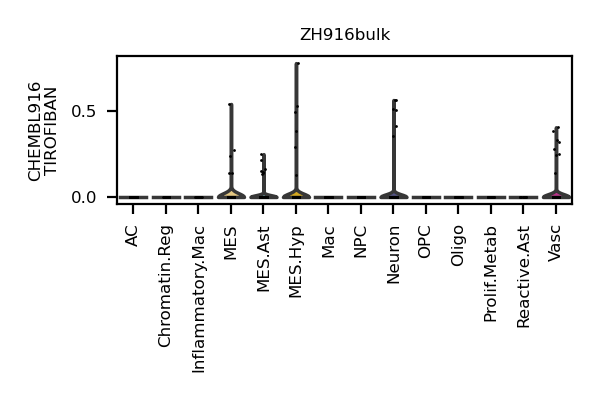 ZH916bulk
CHEMBL916
TIROFIBAN
0.5
0.0
AC
Chromatin.Reg
Inflammatory.Mac
MES
MES.Ast
MES.Hyp
Mac
NPC
Neuron
OPC
Oligo
Prolif.Metab
Reactive.Ast
Vasc